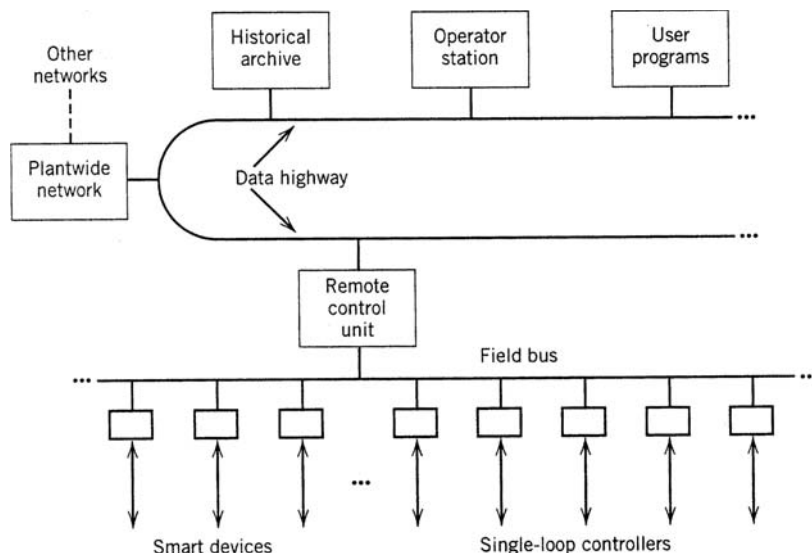 Other
networks
Historical
archive
Operator
station
User
programs
Plantwide
network
Data highway
...
...
Remote
control
unit
Field bus
...
...
...
Smart devices
Single-loop controllers